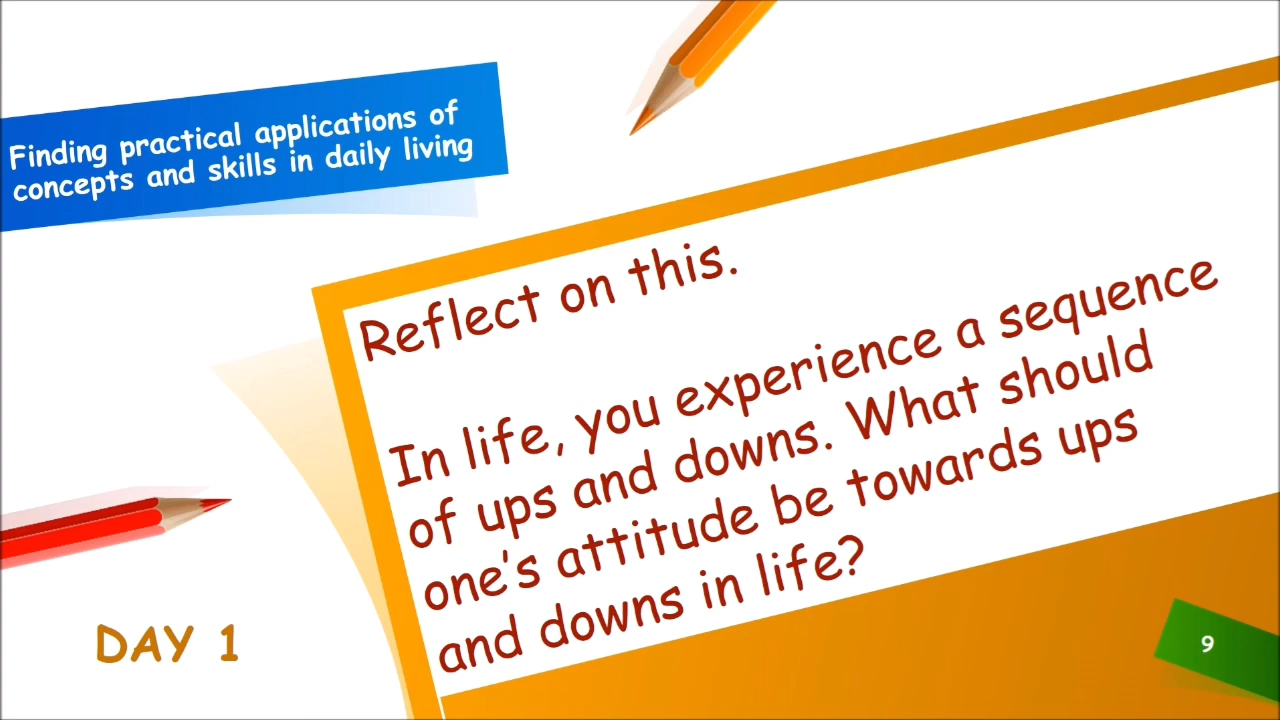 Finding practical applications of
concepts and skills in daily living
Reflect on this.
In life, you experience a sequence
of ups and downs. What should
one's attitude be towards ups
and downs in life?
DAY 1
9